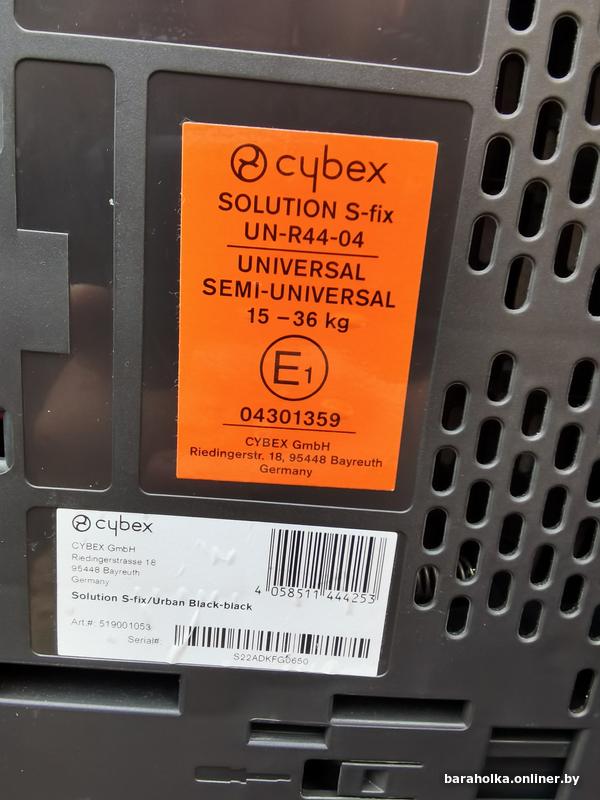 cybex
SOLUTION S-fix
UN-R44-04
UNIVERSAL
SEMI-UNIVERSAL
15 – 36 kg
E1
04301359
CYBEX GmbH
Riedingerstr. 18, 95448 Bayreuth
Germany
cybex
CYBEX GmbH
Riedingerstrasse 18
95448 Bayreuth
Germany
4 058511 444253
Solution S-fix/Urban Black-black
Art.#: 519001053
Serial#:
S22ADKFG0650
baraholka.onliner.by